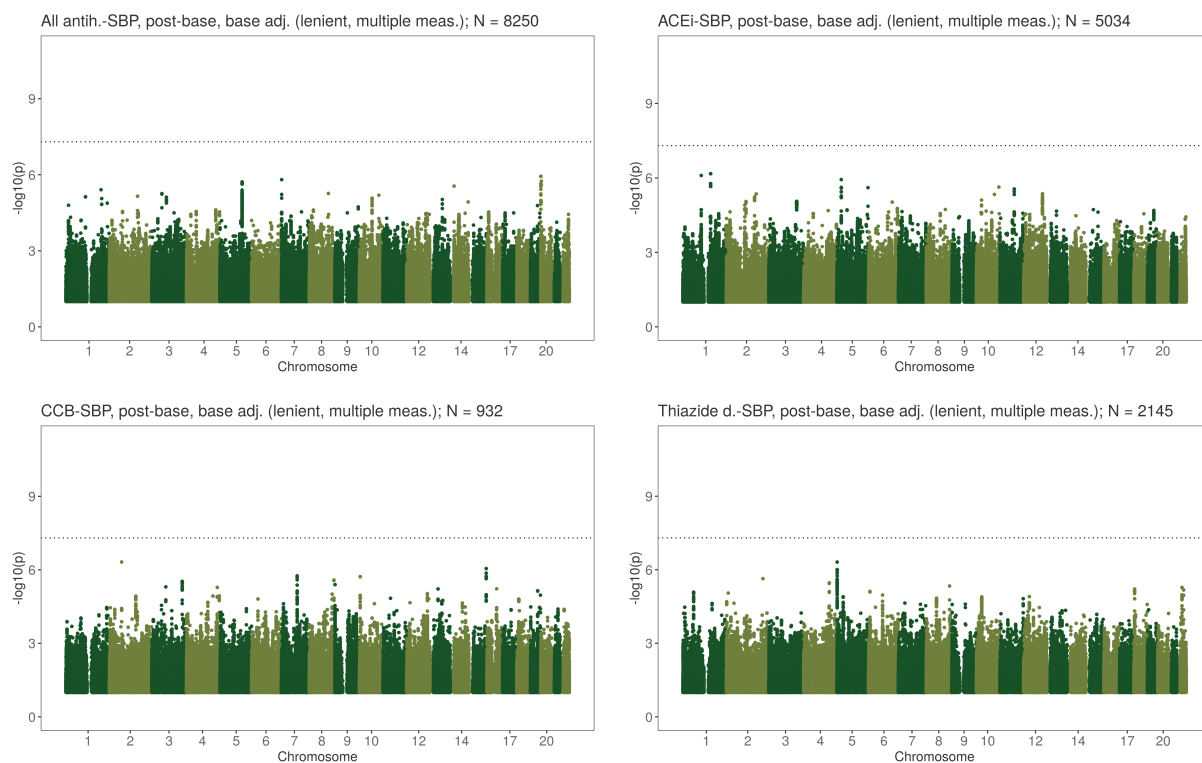 All antih.-SBP, post-base, base adj. (lenient, multiple meas.); N = 8250
-log10(p)
9
6
3
0
1 2 3 4 5 6 7 8 9 10 12 14 17 20
Chromosome
ACEi-SBP, post-base, base adj. (lenient, multiple meas.); N = 5034
-log10(p)
9
6
3
0
1 2 3 4 5 6 7 8 9 10 12 14 17 20
Chromosome
CCB-SBP, post-base, base adj. (lenient, multiple meas.); N = 932
-log10(p)
9
6
3
0
1 2 3 4 5 6 7 8 9 10 12 14 17 20
Chromosome
Thiazide d.-SBP, post-base, base adj. (lenient, multiple meas.); N = 2145
-log10(p)
9
6
3
0
1 2 3 4 5 6 7 8 9 10 12 14 17 20
Chromosome